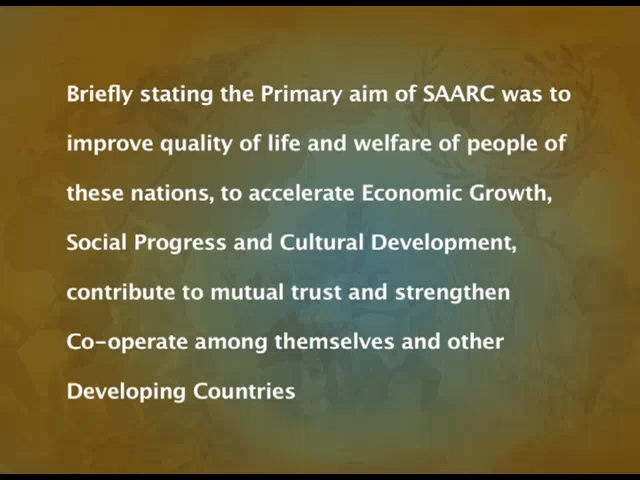 Briefly stating the Primary aim of SAARC was to
improve quality of life and welfare of people of
these nations, to accelerate Economic Growth,
Social Progress and Cultural Development,
contribute to mutual trust and strengthen
Co-operate among themselves and other
Developing Countries